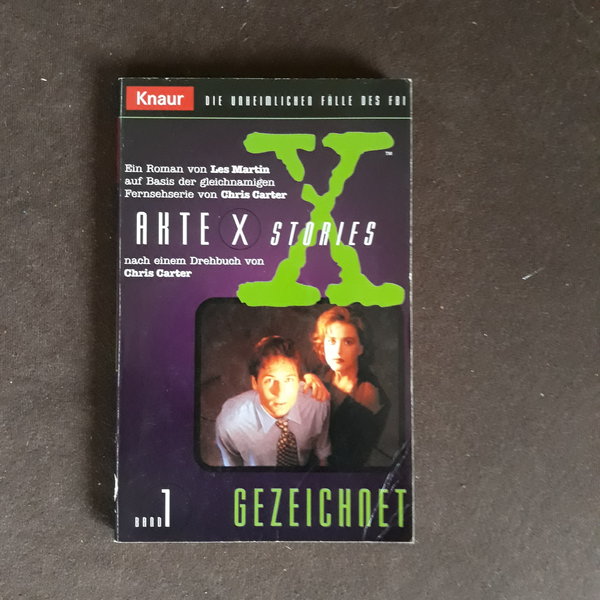 Knaur
DIE UNHEIMLICHEN FÄLLE DES FBI
X
TM
Ein Roman von Les Martin
auf Basis der gleichnamigen
Fernsehserie von Chris Carter
AKTE X STORIES
nach einem Drehbuch von
Chris Carter
BAND 1
GEZEICHNET